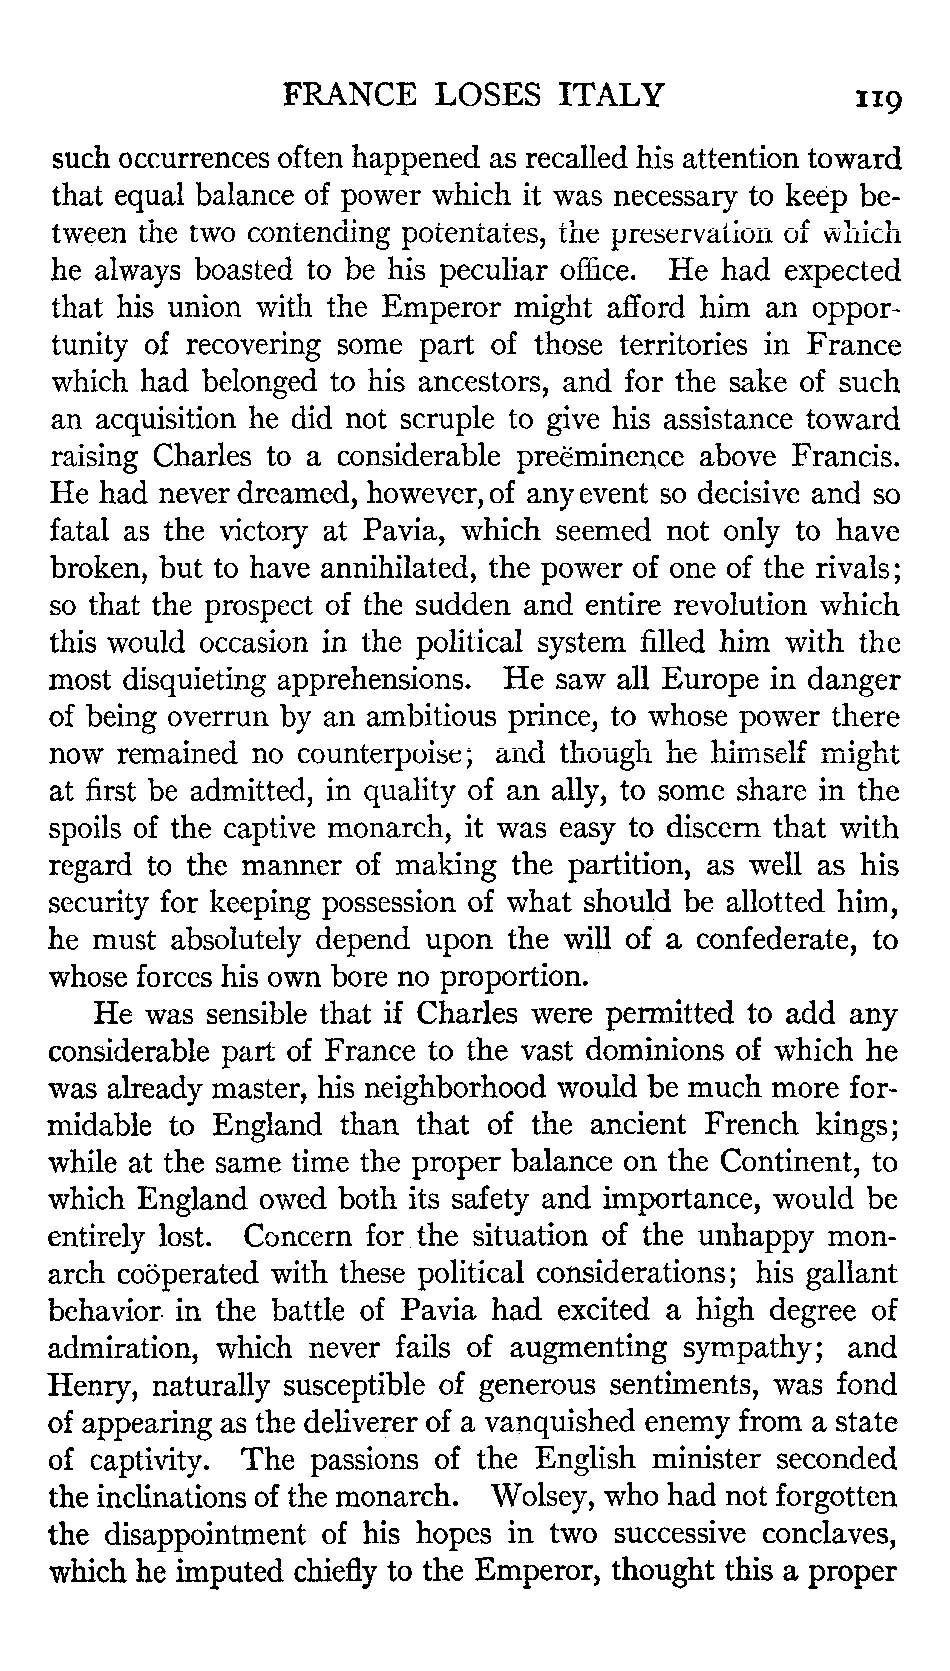 FRANCE LOSES ITALY 119
such occurrences often happened as recalled his attention toward
that equal balance of power which it was necessary to keep be-
tween the two contending potentates, the preservation of which
he always boasted to be his peculiar office. He had expected
that his union with the Emperor might afford him an oppor-
tunity of recovering some part of those territories in France
which had belonged to his ancestors, and for the sake of such
an acquisition he did not scruple to give his assistance toward
raising Charles to a considerable preëminence above Francis.
He had never dreamed, however, of any event so decisive and so
fatal as the victory at Pavia, which seemed not only to have
broken, but to have annihilated, the power of one of the rivals;
so that the prospect of the sudden and entire revolution which
this would occasion in the political system filled him with the
most disquieting apprehensions. He saw all Europe in danger
of being overrun by an ambitious prince, to whose power there
now remained no counterpoise; and though he himself might
at first be admitted, in quality of an ally, to some share in the
spoils of the captive monarch, it was easy to discern that with
regard to the manner of making the partition, as well as his
security for keeping possession of what should be allotted him,
he must absolutely depend upon the will of a confederate, to
whose forces his own bore no proportion.
He was sensible that if Charles were permitted to add any
considerable part of France to the vast dominions of which he
was already master, his neighborhood would be much more for-
midable to England than that of the ancient French kings;
while at the same time the proper balance on the Continent, to
which England owed both its safety and importance, would be
entirely lost. Concern for the situation of the unhappy mon-
arch coöperated with these political considerations; his gallant
behavior in the battle of Pavia had excited a high degree of
admiration, which never fails of augmenting sympathy; and
Henry, naturally susceptible of generous sentiments, was fond
of appearing as the deliverer of a vanquished enemy from a state
of captivity. The passions of the English minister seconded
the inclinations of the monarch. Wolsey, who had not forgotten
the disappointment of his hopes in two successive conclaves,
which he imputed chiefly to the Emperor, thought this a proper